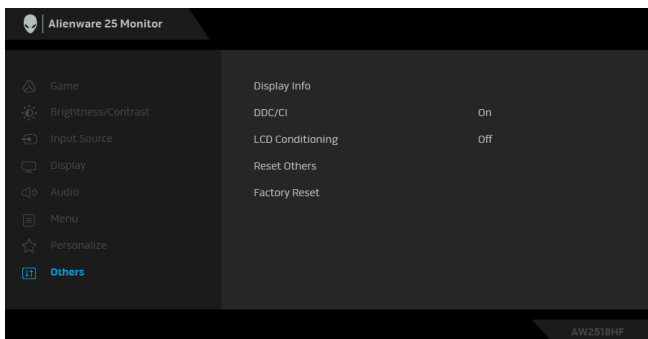 Alienware 25 Monitor
Game
Display Info
Brightness/Contrast
DDC/CI
On
Input Source
LCD Conditioning
Off
Display
Reset Others
Audio
Factory Reset
Menu
Personalize
Others
AW2518HF